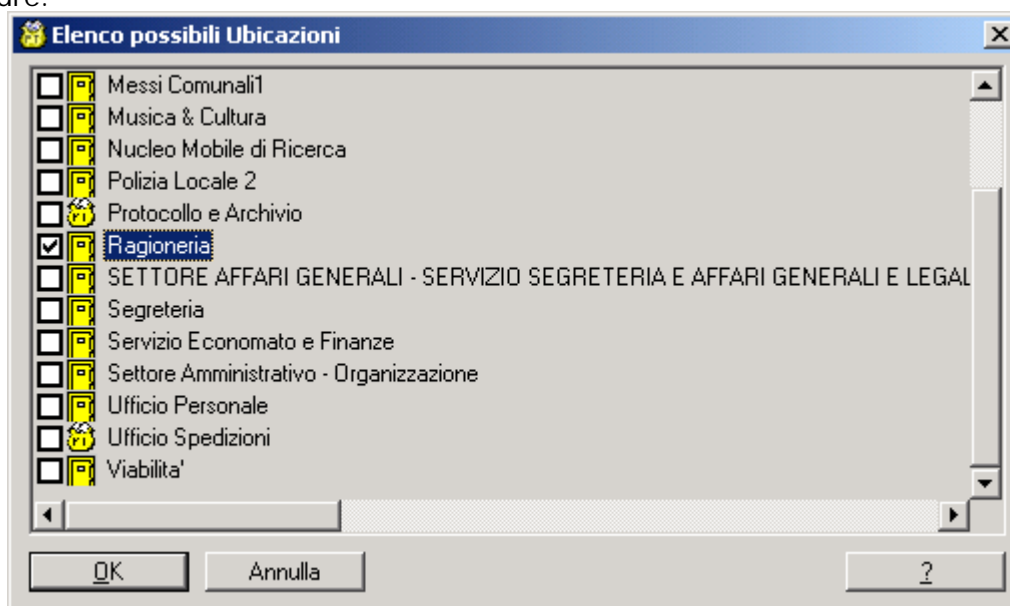 Elenco possibili Ubicazioni
Messi Comunali1
Musica & Cultura
Nucleo Mobile di Ricerca
Polizia Locale 2
Protocollo e Archivio
Ragioneria
SETTORE AFFARI GENERALI - SERVIZIO SEGRETERIA E AFFARI GENERALI E LEGAL
Segreteria
Servizio Economato e Finanze
Settore Amministrativo - Organizzazione
Ufficio Personale
Ufficio Spedizioni
Viabilita'
OK Annulla ?